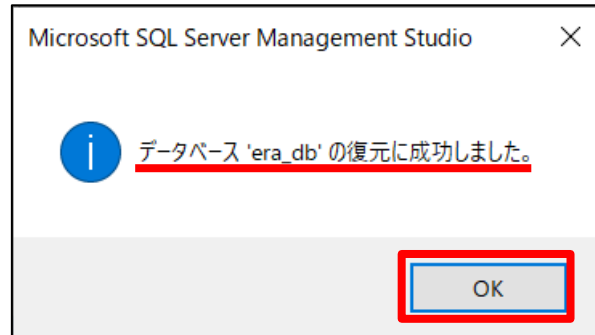 Microsoft SQL Server Management Studio
データベース 'era_db' の復元に成功しました。
OK